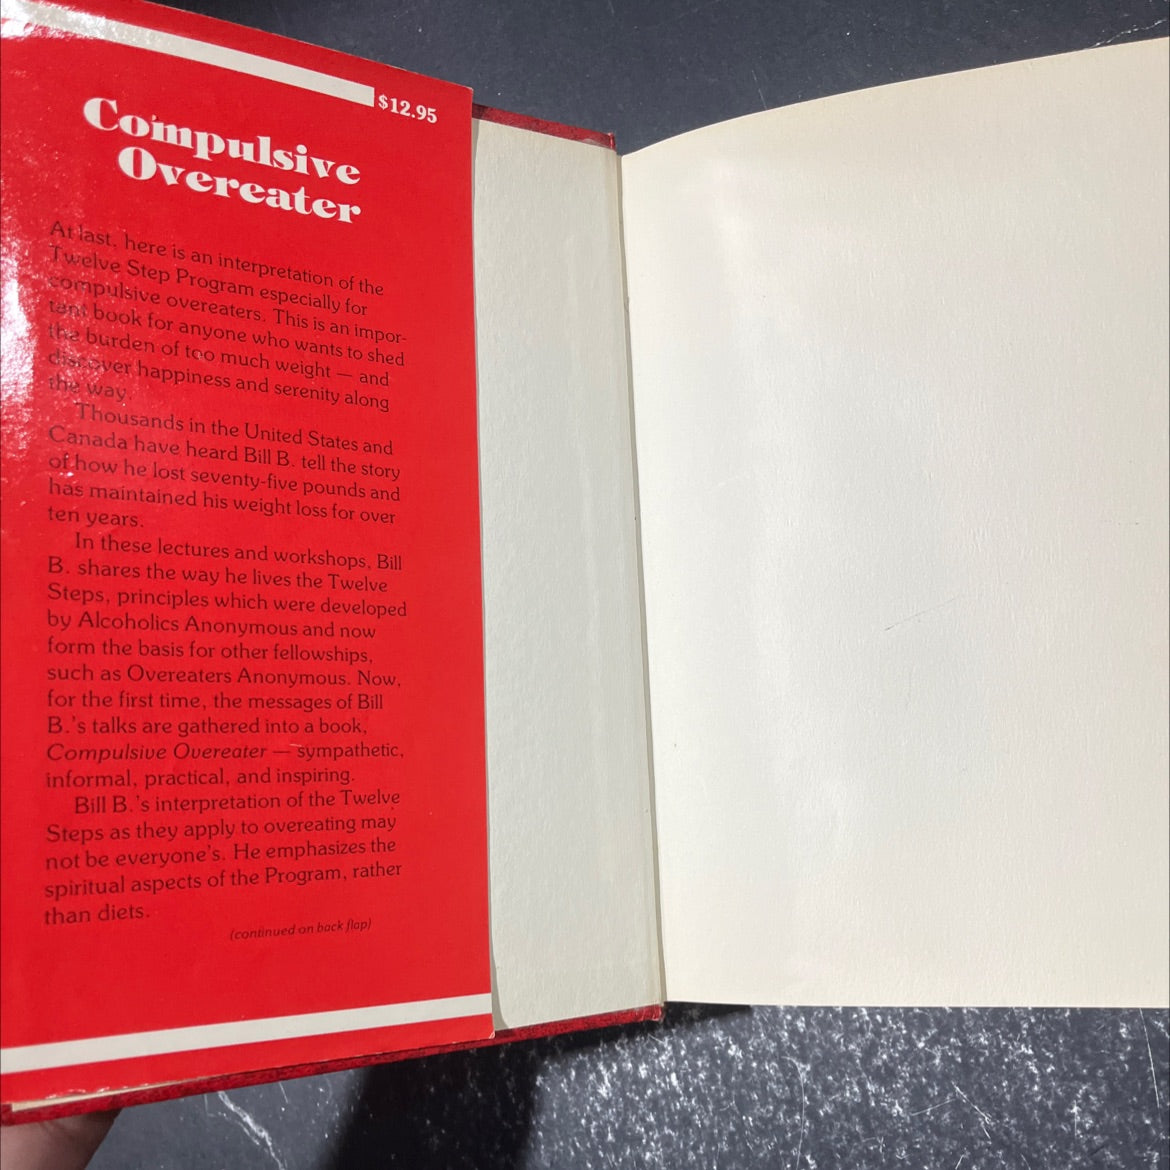 $12.95
Compulsive
Overeater
At last, here is an interpretation of the
Twelve Step Program especially for
compulsive overeaters. This is an impor-
tant book for anyone who wants to shed
the burden of too much weight — and
discover happiness and serenity along
the way.
Thousands in the United States and
Canada have heard Bill B. tell the story
of how he lost seventy-five pounds and
has maintained his weight loss for over
ten years.
In these lectures and workshops, Bill
B. shares the way he lives the Twelve
Steps, principles which were developed
by Alcoholics Anonymous and now
form the basis for other fellowships,
such as Overeaters Anonymous. Now,
for the first time, the messages of Bill
B.'s talks are gathered into a book,
Compulsive Overeater — sympathetic,
informal, practical, and inspiring.
Bill B.'s interpretation of the Twelve
Steps as they apply to overeating may
not be everyone's. He emphasizes the
spiritual aspects of the Program, rather
than diets.
(continued on back flap)